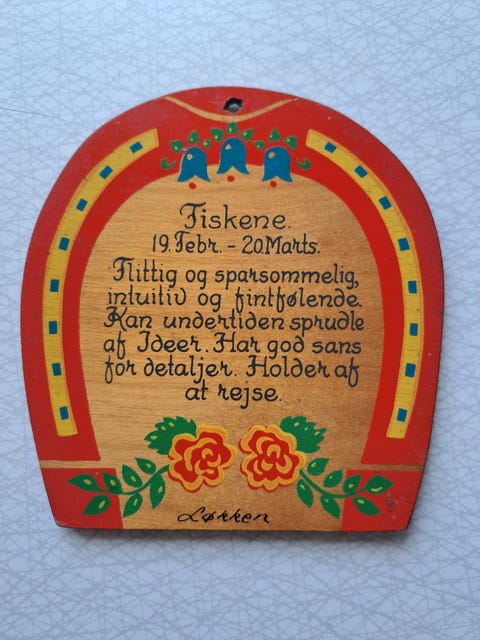 Fiskene.
19. Febr. - 20. Marts.
Flittig og sparsommelig,
intuitiv og fintfølende.
Kan undertiden sprudle
af Ideer. Har god sans
for detaljer. Holder af
at rejse.
Løkken